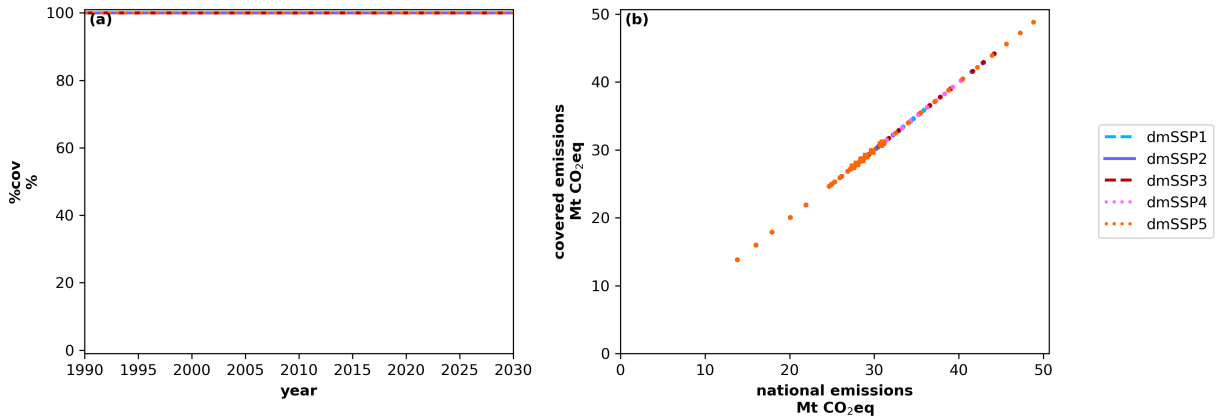 (a)
100
80
60
40
20
0
%cov
%
1990 1995 2000 2005 2010 2015 2020 2025 2030
year
(b)
50
40
30
20
10
0
covered emissions
Mt CO₂eq
0 10 20 30 40 50
national emissions
Mt CO₂eq
dmSSP1
dmSSP2
dmSSP3
dmSSP4
dmSSP5